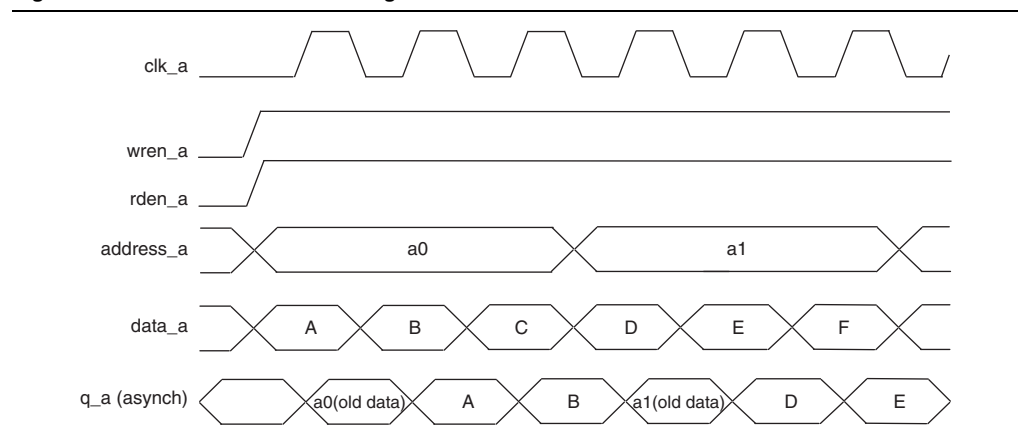 clk_a
wren_a
rden_a
address_a a0 a1
data_a A B C D E F
q_a (asynch) a0(old data) A B a1(old data) D E